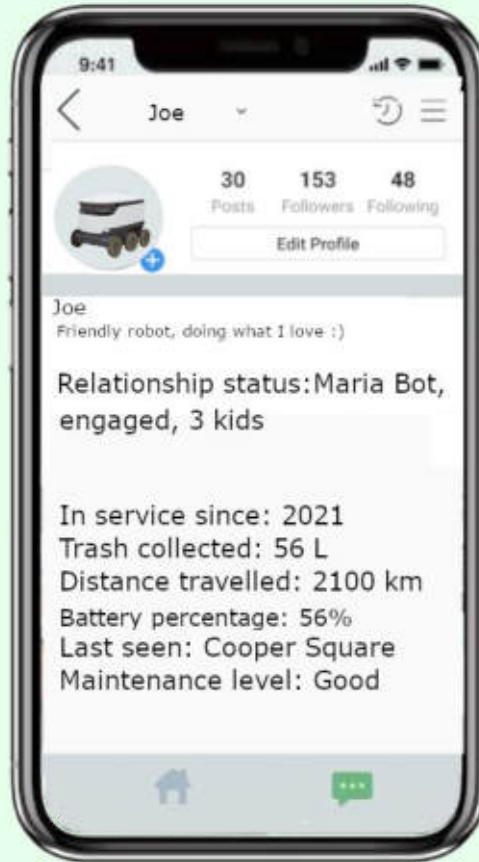 9:41
Joe
30 153 48
Posts Followers Following
Edit Profile
Joe
Friendly robot, doing what I love :)
Relationship status:Maria Bot,
engaged, 3 kids
In service since: 2021
Trash collected: 56 L
Distance travelled: 2100 km
Battery percentage: 56%
Last seen: Cooper Square
Maintenance level: Good